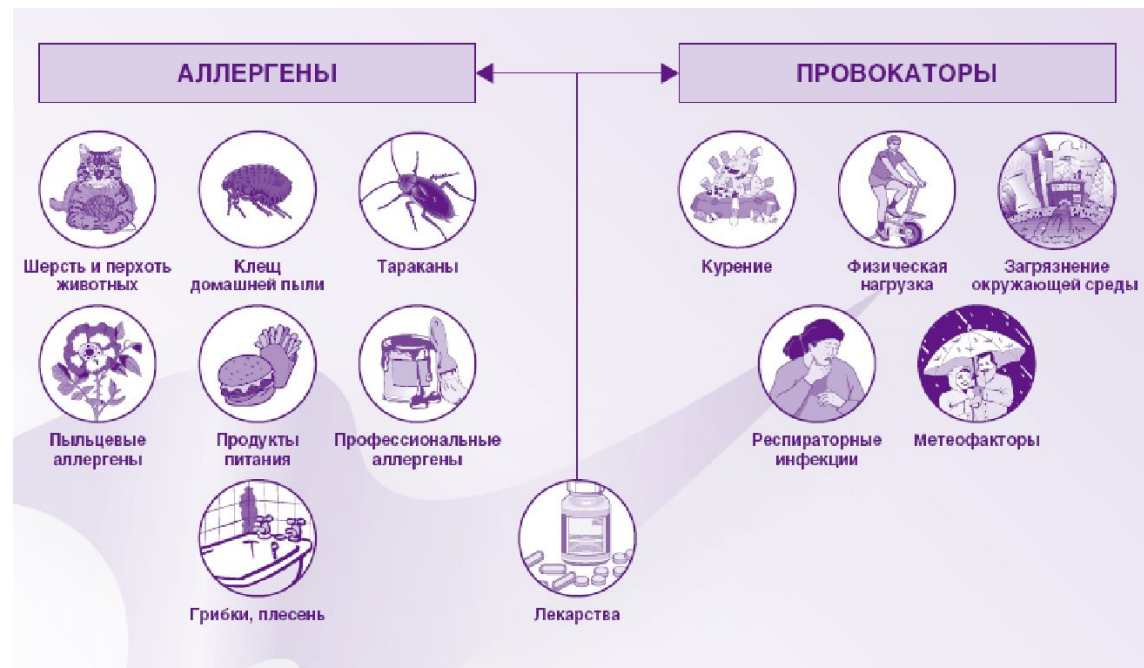 АЛЛЕРГЕНЫ
ПРОВОКАТОРЫ
Шерсть и перхоть
животных
Клещ
домашней пыли
Тараканы
Курение
Физическая
нагрузка
Загрязнение
окружающей среды
Пыльцевые
аллергены
Продукты
питания
Профессиональные
аллергены
Респираторные
инфекции
Метеофакторы
Грибки, плесень
Лекарства